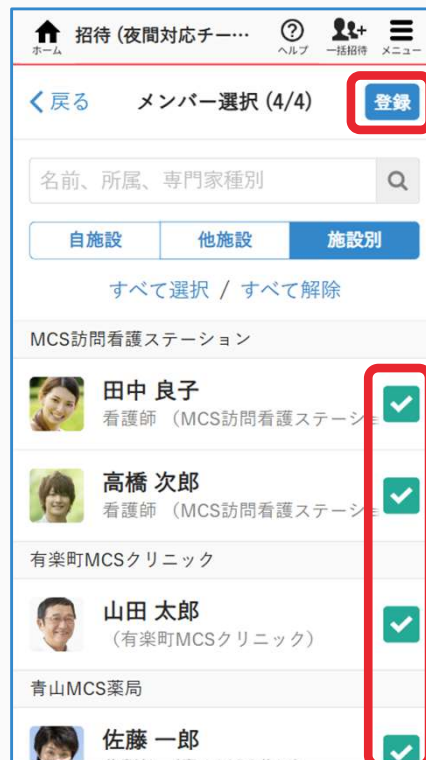 招待 (夜間対応チー…
ホーム
ヘルプ
一括招待
メニュー
戻る
メンバー選択 (4/4)
登録
名前、所属、専門家種別
自施設
他施設
施設別
すべて選択 / すべて解除
MCS訪問看護ステーション
田中 良子
看護師 （MCS訪問看護ステーショ
高橋 次郎
看護師 （MCS訪問看護ステーショ
有楽町MCSクリニック
山田 太郎
（有楽町MCSクリニック）
青山MCS薬局
佐藤 一郎